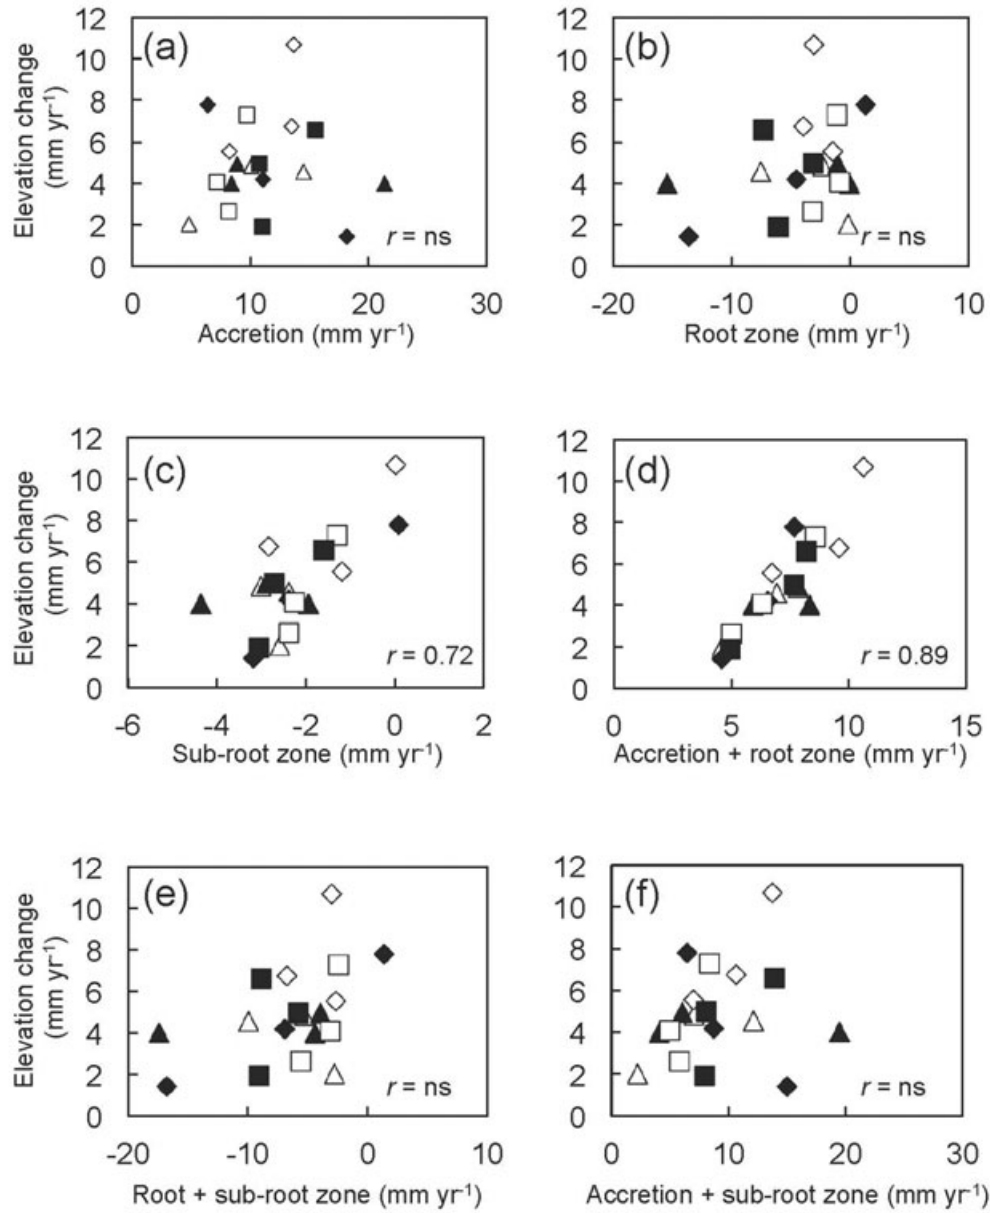 12
10
8
6
4
2
0
Elevation change
(mm yr-1)
(a)
r = ns
0 10 20 30
Accretion (mm yr-1)
12
10
8
6
4
2
0
(b)
r = ns
-20 -10 0 10
Root zone (mm yr-1)
12
10
8
6
4
2
0
Elevation change
(mm yr-1)
(c)
r = 0.72
-6 -4 -2 0 2
Sub-root zone (mm yr-1)
12
10
8
6
4
2
0
(d)
r = 0.89
0 5 10 15
Accretion + root zone (mm yr-1)
12
10
8
6
4
2
0
Elevation change
(mm yr-1)
(e)
r = ns
-20 -10 0 10
Root + sub-root zone (mm yr-1)
12
10
8
6
4
2
0
(f)
r = ns
0 10 20 30
Accretion + sub-root zone (mm yr-1)